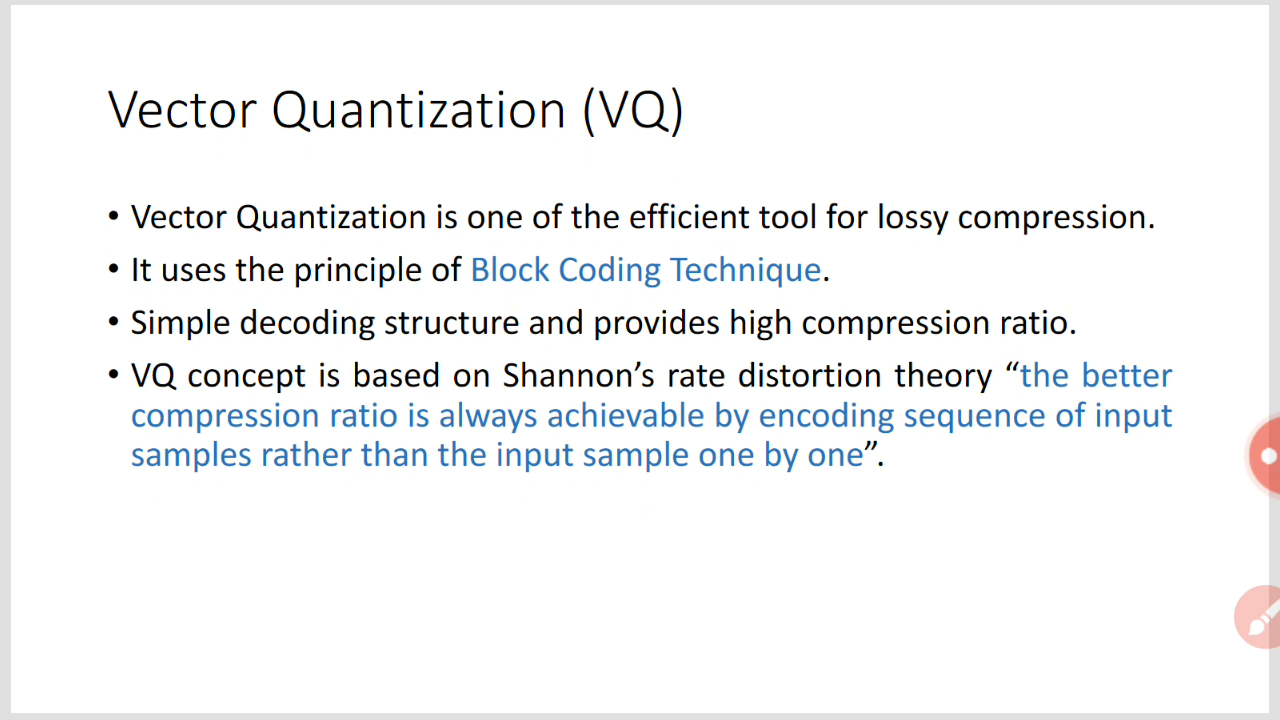 Vector Quantization (VQ)
• Vector Quantization is one of the efficient tool for lossy compression.
• It uses the principle of Block Coding Technique.
• Simple decoding structure and provides high compression ratio.
• VQ concept is based on Shannon’s rate distortion theory “the better
compression ratio is always achievable by encoding sequence of input
samples rather than the input sample one by one”.